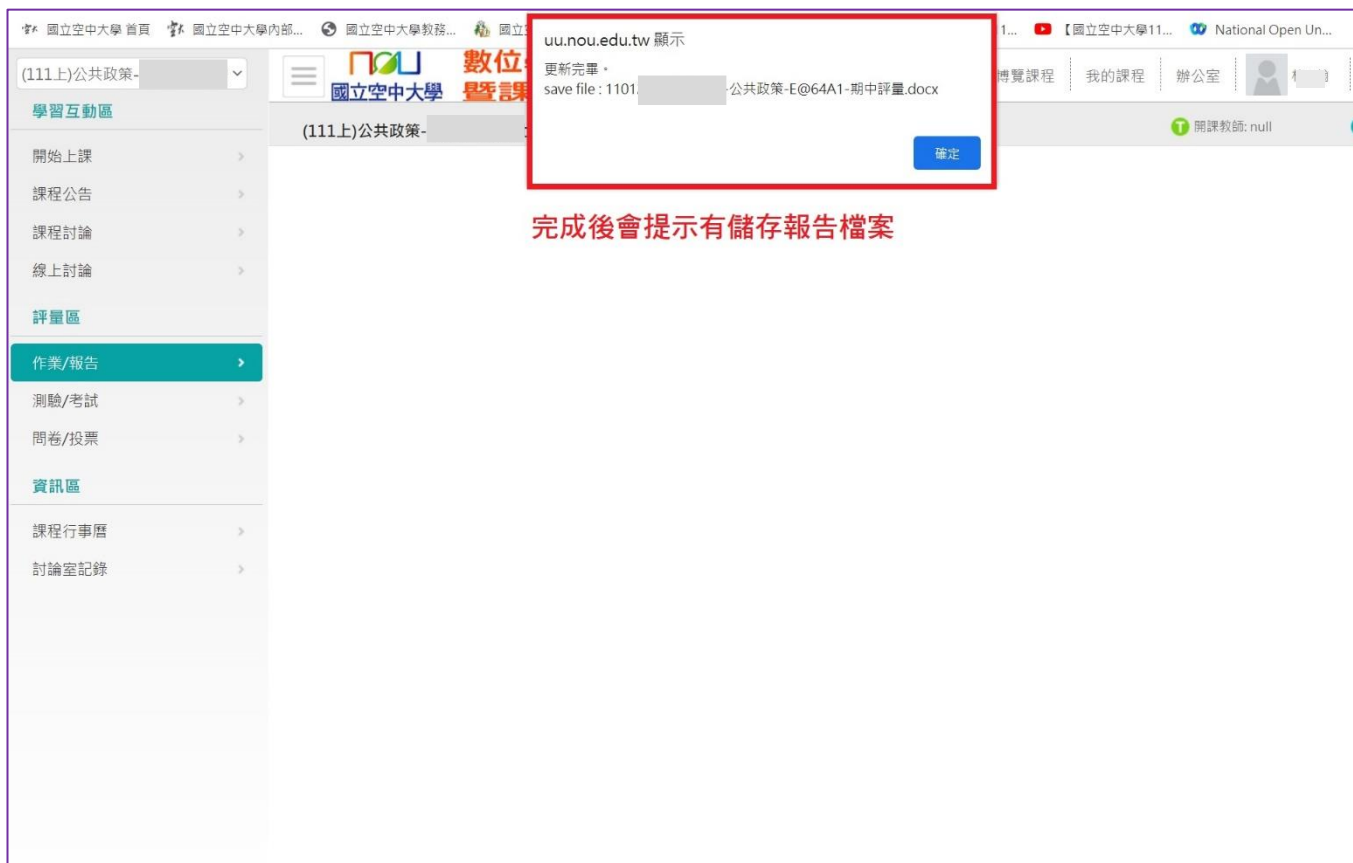 國立空中大學 首頁 國立空中大學內部... 國立空中大學教務... 國立 1... 【國立空中大學11... National Open Un...
uu.nou.edu.tw 顯示
更新完畢。
save file : 1101 公共政策-E@64A1-期中評量.docx
確定
(111上)公共政策-
國立空中大學
數位
暨課
博覽課程 我的課程 辦公室
(111上)公共政策-
開課教師: null
完成後會提示有儲存報告檔案
學習互動區
開始上課
課程公告
課程討論
線上討論
評量區
作業/報告
測驗/考試
問卷/投票
資訊區
課程行事曆
討論室記錄